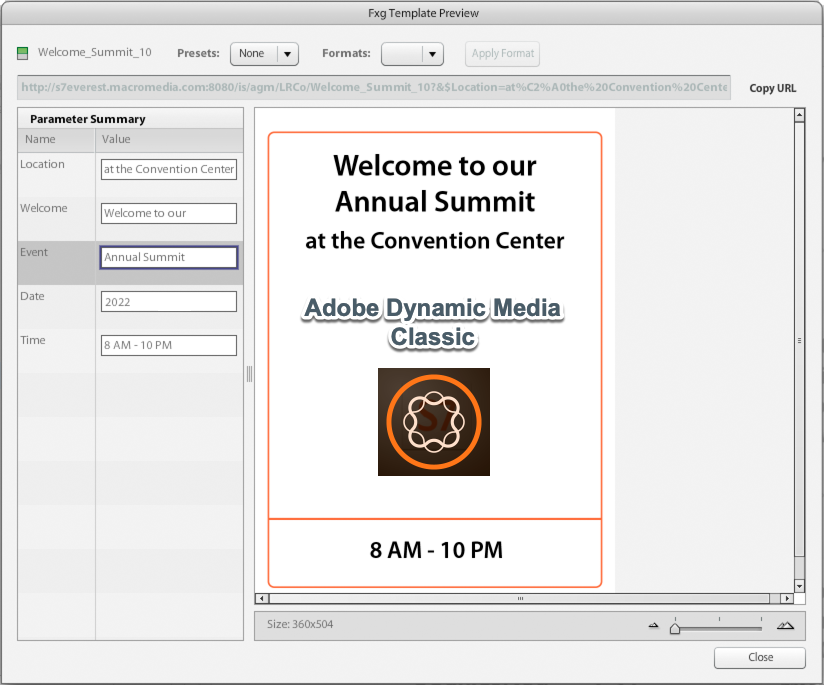 Fxg Template Preview
Welcome_Summit_10 Presets: None Formats: Apply Format
http://s7everest.macromedia.com:8080/is/agm/LRCo/Welcome_Summit_107&$Location=at%C2%A0the%20Convention%20Cente Copy URL
Parameter Summary
Name Value
Location at the Convention Center
Welcome Welcome to our
Event Annual Summit
Date 2022
Time 8 AM - 10 PM
Welcome to our
Annual Summit
at the Convention Center
Adobe Dynamic Media
Classic
8 AM - 10 PM
Size: 360x504
Close